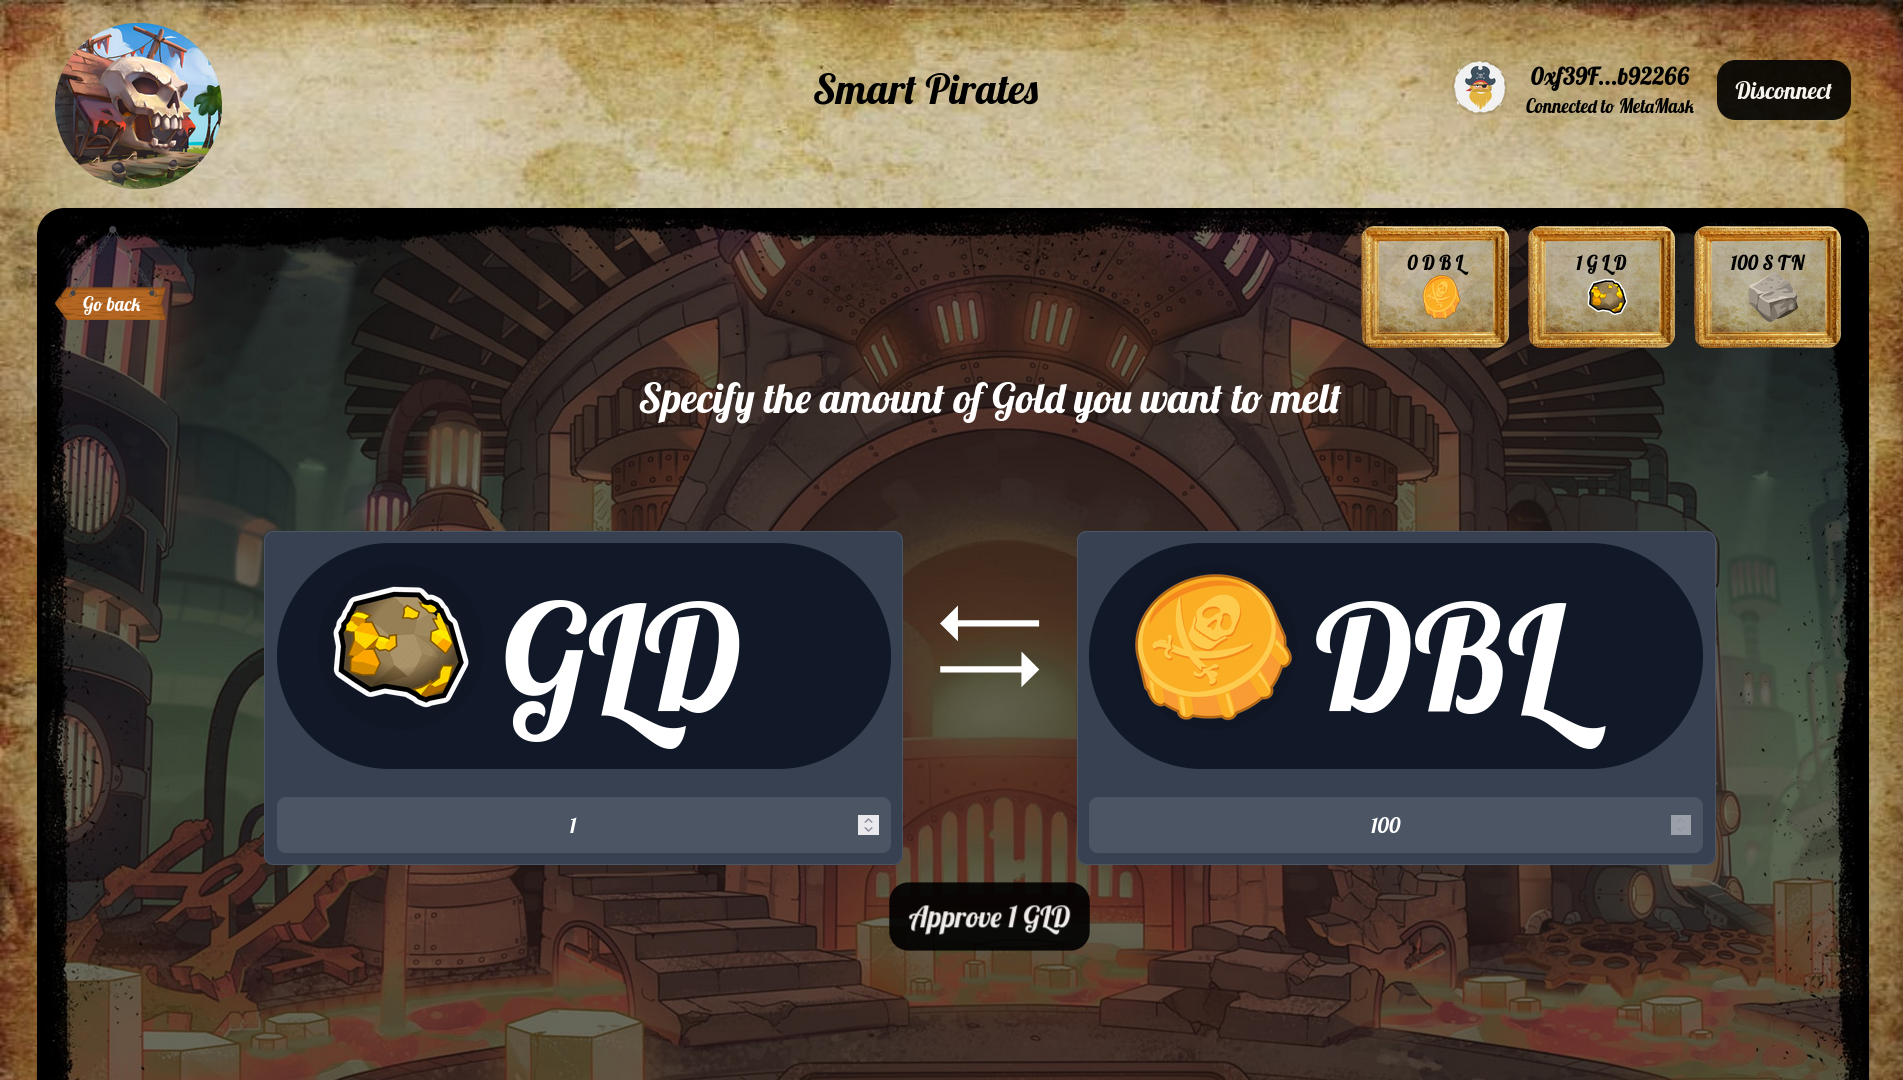 Smart Pirates
0xf39F...b92266
Connected to MetaMask
Disconnect
Go back
0 DBL
1 GLD
100 STN
Specify the amount of Gold you want to melt
GLD
DBL
1
100
Approve 1 GLD